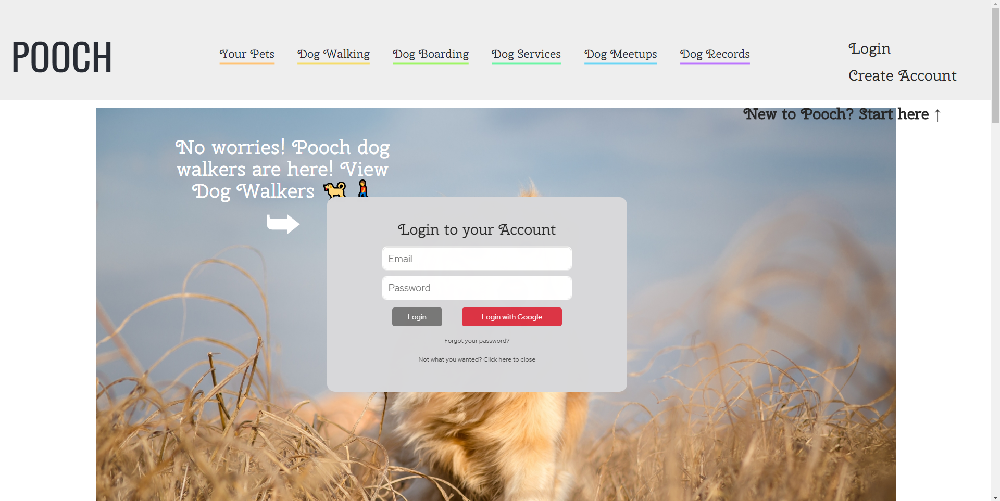 POOCH
Your Pets
Dog Walking
Dog Boarding
Dog Services
Dog Meetups
Dog Records
Login
Create Account
New to Pooch? Start here ↑
No worries! Pooch dog
walkers are here! View
Dog Walkers
Login to your Account
Email
Password
Login
Login with Google
Forgot your password?
Not what you wanted? Click here to close